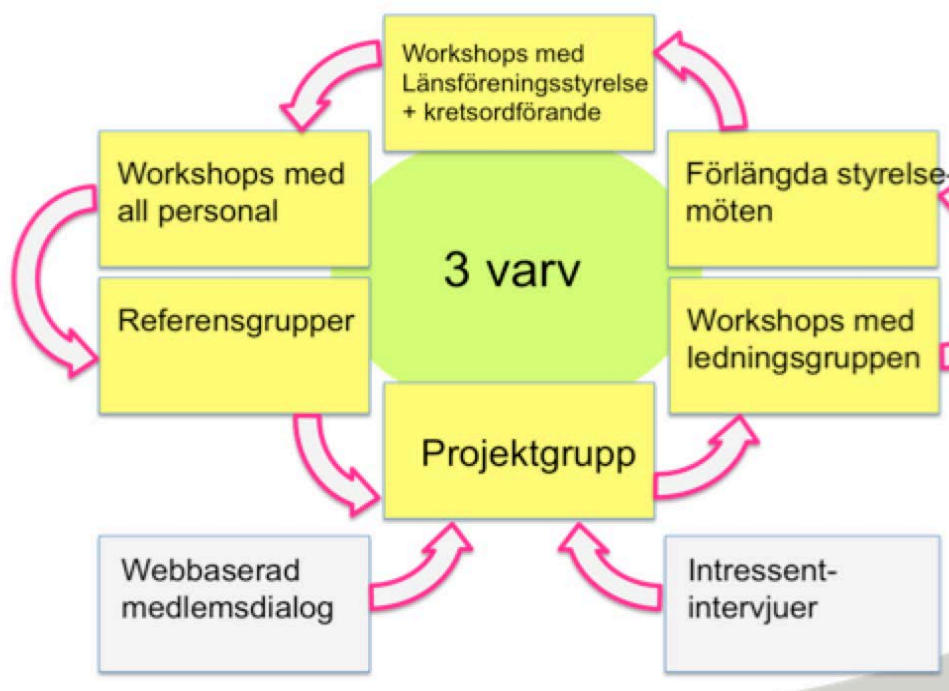 Workshops med
Länsföreningsstyrelse
+ kretsordförande
Workshops med
all personal
Förlängda styrelse-
möten
3 varv
Referensgrupper
Workshops med
ledningsgruppen
Projektgrupp
Webbaserad
medlemsdialog
Intressent-
intervjuer